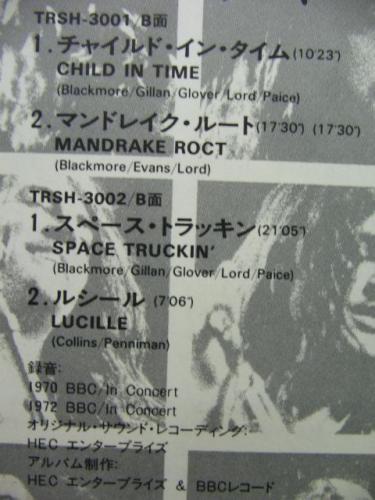 TRSH-3001/B面
1. チャイルド・イン・タイム(10'23")
CHILD IN TIME
(Blackmore/Gillan/Glover/Lord/Paice)
2. マンドレイク・ルート(17'30") (17'30")
MANDRAKE ROCT
(Blackmore/Evans/Lord)
TRSH-3002/B面
1. スペース・トラッキン(21'05")
SPACE TRUCKIN'
(Blackmore/Gillan/Glover/Lord/Paice)
2. ルシール (7'06")
LUCILLE
(Collins/Penniman)
録音:
1970 BBC/In Concert
1972 BBC/In Concert
オリジナル・サウンド・レコーディング:
HEC エンタープライズ
アルバム制作:
HEC エンタープライズ & BBCレコード